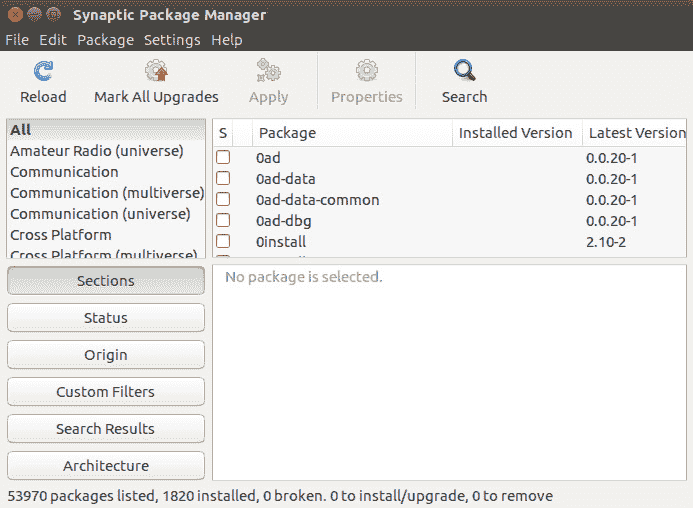 Synaptic Package Manager
File Edit Package Settings Help
Reload Mark All Upgrades Apply Properties Search
All
Amateur Radio (universe)
Communication
Communication (multiverse)
Communication (universe)
Cross Platform
Cross Platform (multiverse)
S Package Installed Version Latest Version
0ad 0.0.20-1
0ad-data 0.0.20-1
0ad-data-common 0.0.20-1
0ad-dbg 0.0.20-1
0install 2.10-2
Sections
Status
Origin
Custom Filters
Search Results
Architecture
No package is selected.
53970 packages listed, 1820 installed, 0 broken. 0 to install/upgrade, 0 to remove